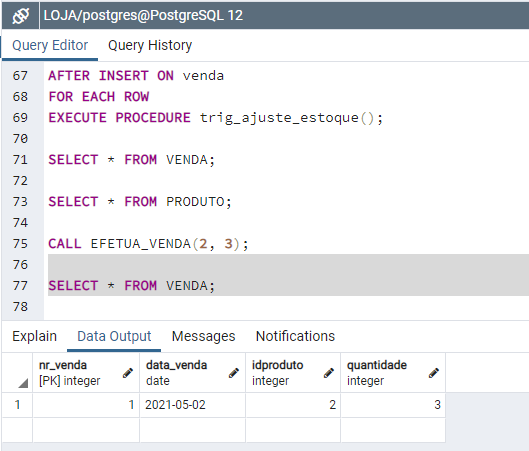 LOJA/postgres@PostgreSQL 12
Query Editor Query History
67 AFTER INSERT ON venda
68 FOR EACH ROW
69 EXECUTE PROCEDURE trig_ajuste_estoque();
70
71 SELECT * FROM VENDA;
72
73 SELECT * FROM PRODUTO;
74
75 CALL EFETUA_VENDA(2, 3);
76
77 SELECT * FROM VENDA;
78
Explain Data Output Messages Notifications
nr_venda data_venda idproduto quantidade
[PK] integer date integer integer
1 1 2021-05-02 2 3